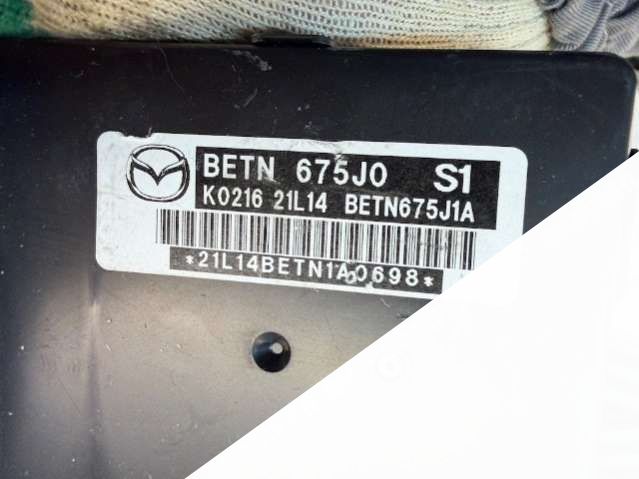 BETN 675J0 S1
K0216 21L14 BETN675J1A
*21L14BETN1A0698*